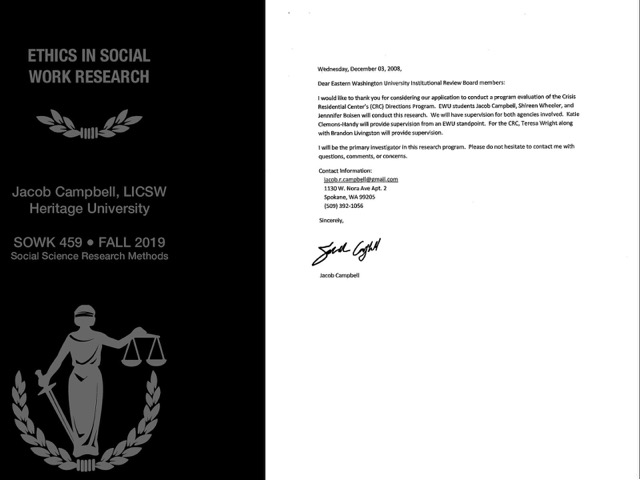 ETHICS IN SOCIAL
WORK RESEARCH
Jacob Campbell, LICSW
Heritage University
SOWK 459 ● FALL 2019
Social Science Research Methods
Wednesday, December 03, 2008,
Dear Eastern Washington University Institutional Review Board members:
I would like to thank you for considering our application to conduct a program evaluation of the Crisis
Residential Center's (CRC) Directions Program. EWU students Jacob Campbell, Shireen Wheeler, and
Jennnifer Boisen will conduct this research. We will have supervision for both agencies involved. Katie
Clemons-Handy will provide supervision from an EWU standpoint. For the CRC, Teresa Wright along
with Brandon Livingston will provide supervision.
I will be the primary investigator in this research program. Please do not hesitate to contact me with
questions, comments, or concerns.
Contact Information:
jacob.r.campbell@gmail.com
1130 W. Nora Ave Apt. 2
Spokane, WA 99205
(509) 392-1056
Sincerely,
Jacob Campbell
Jacob Campbell